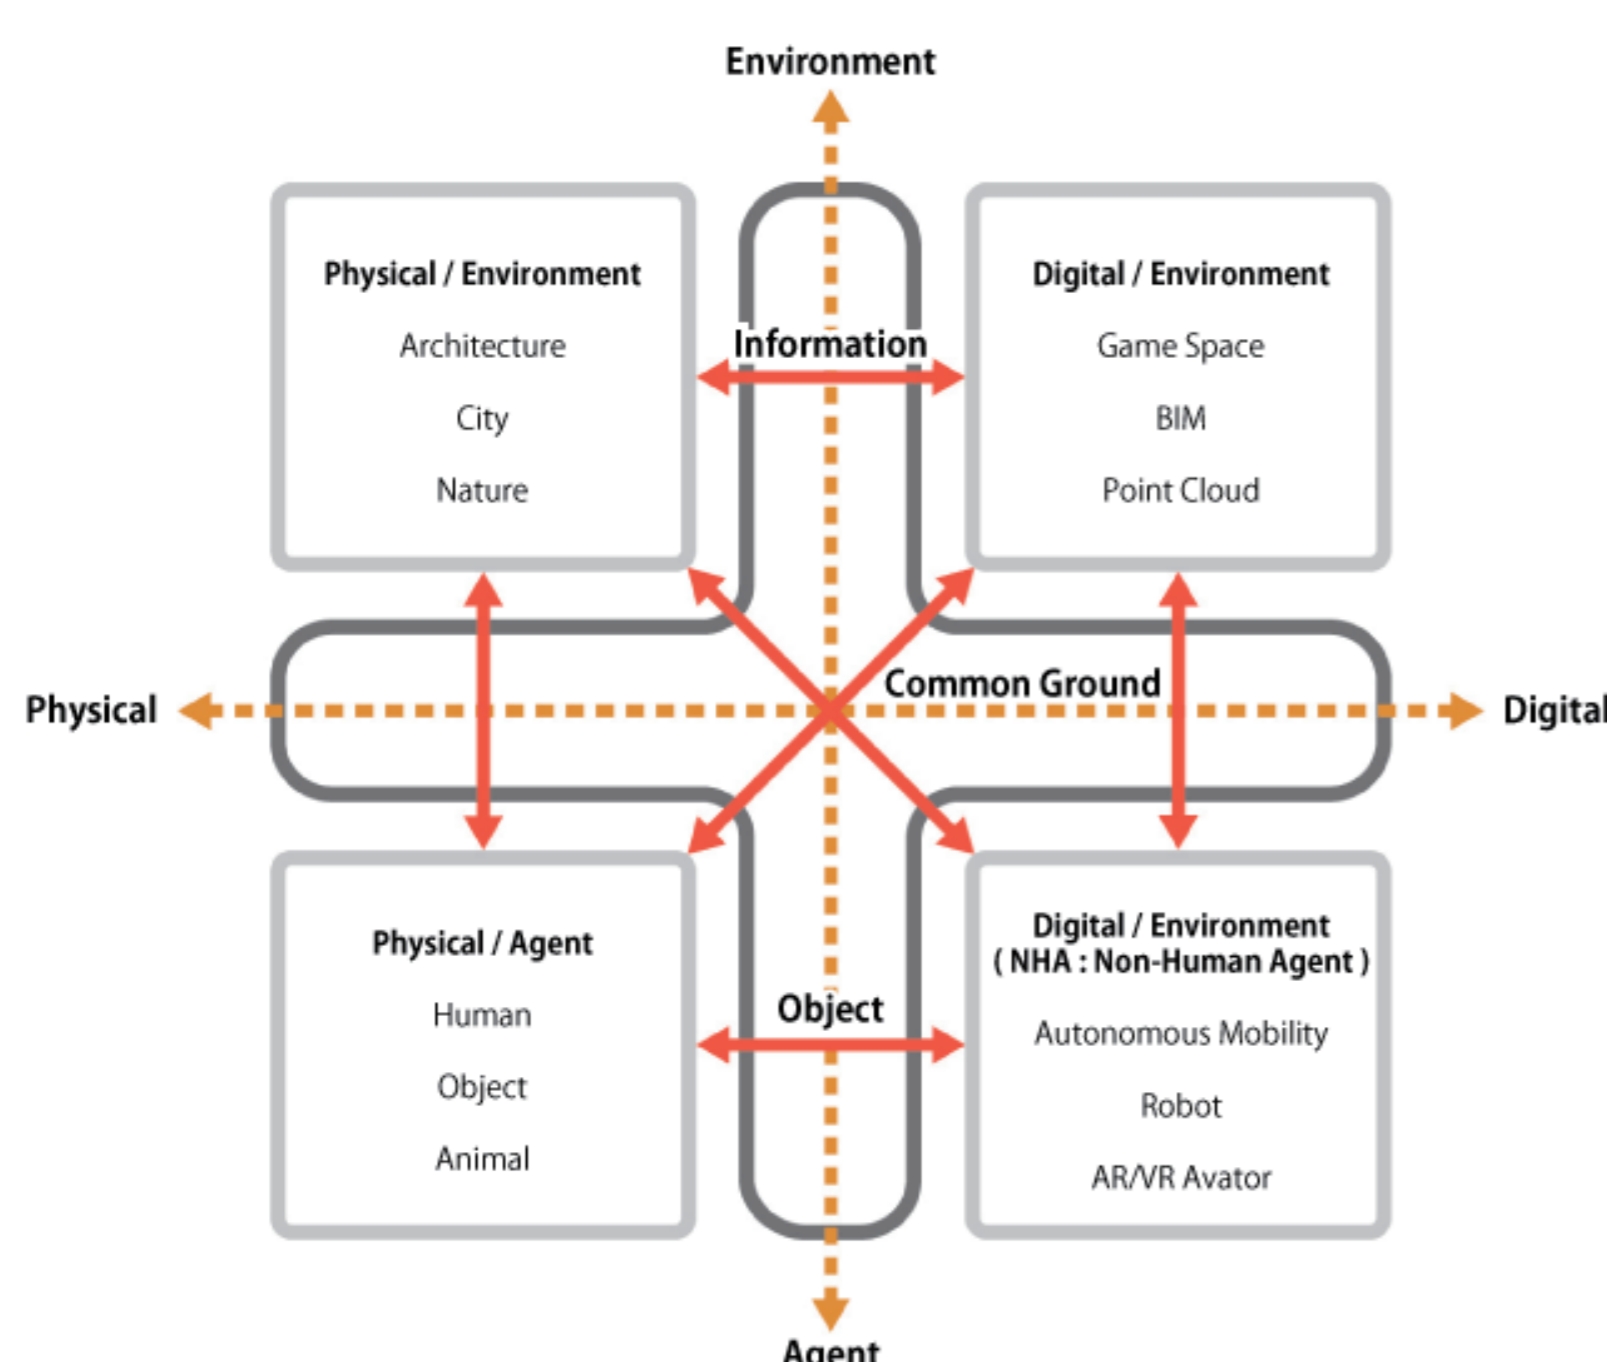 Environment
Physical / Environment
Architecture
City
Nature
Information
Digital / Environment
Game Space
BIM
Point Cloud
Physical
Common Ground
Digital
Physical / Agent
Human
Object
Animal
Object
Digital / Environment
( NHA : Non-Human Agent )
Autonomous Mobility
Robot
AR/VR Avator
Agent